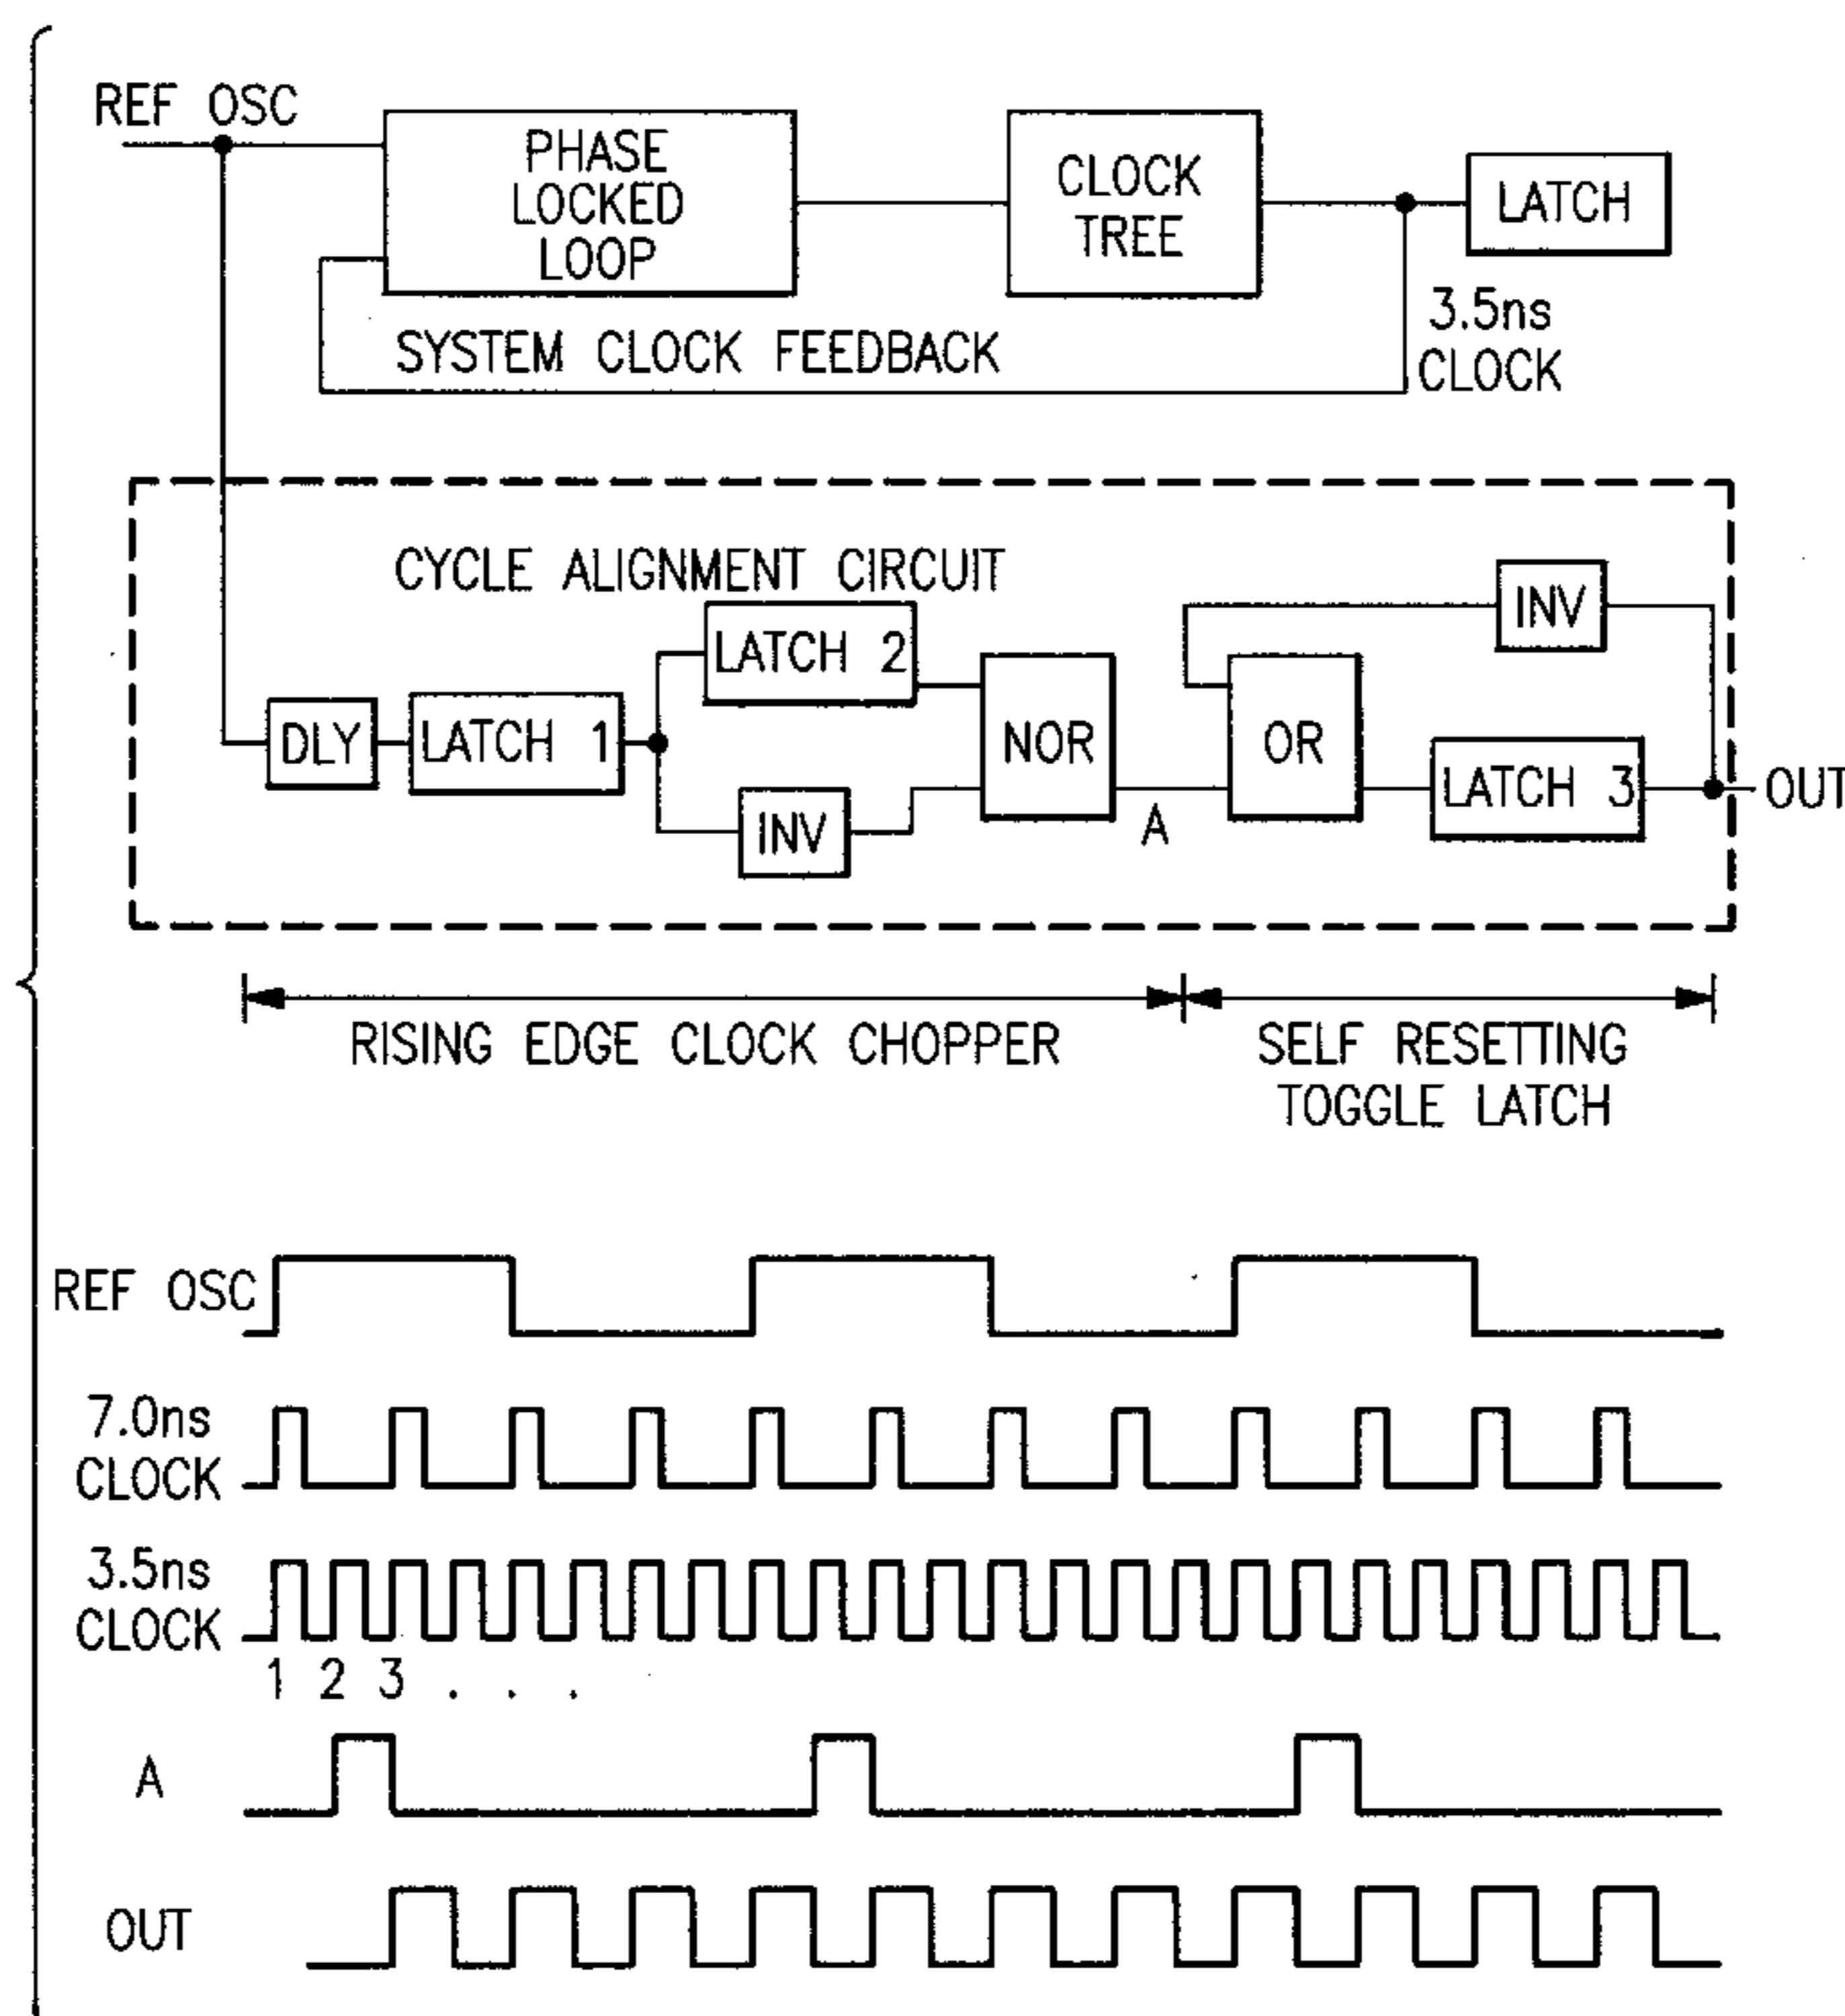 REF OSC
PHASE
LOCKED
LOOP
CLOCK
TREE
LATCH
3.5ns
CLOCK
SYSTEM CLOCK FEEDBACK
CYCLE ALIGNMENT CIRCUIT
INV
LATCH 2
DLY
LATCH 1
NOR
OR
LATCH 3
OUT
INV
A
RISING EDGE CLOCK CHOPPER
SELF RESETTING
TOGGLE LATCH
REF OSC
7.0ns
CLOCK
3.5ns
CLOCK
1 2 3 . . .
A
OUT